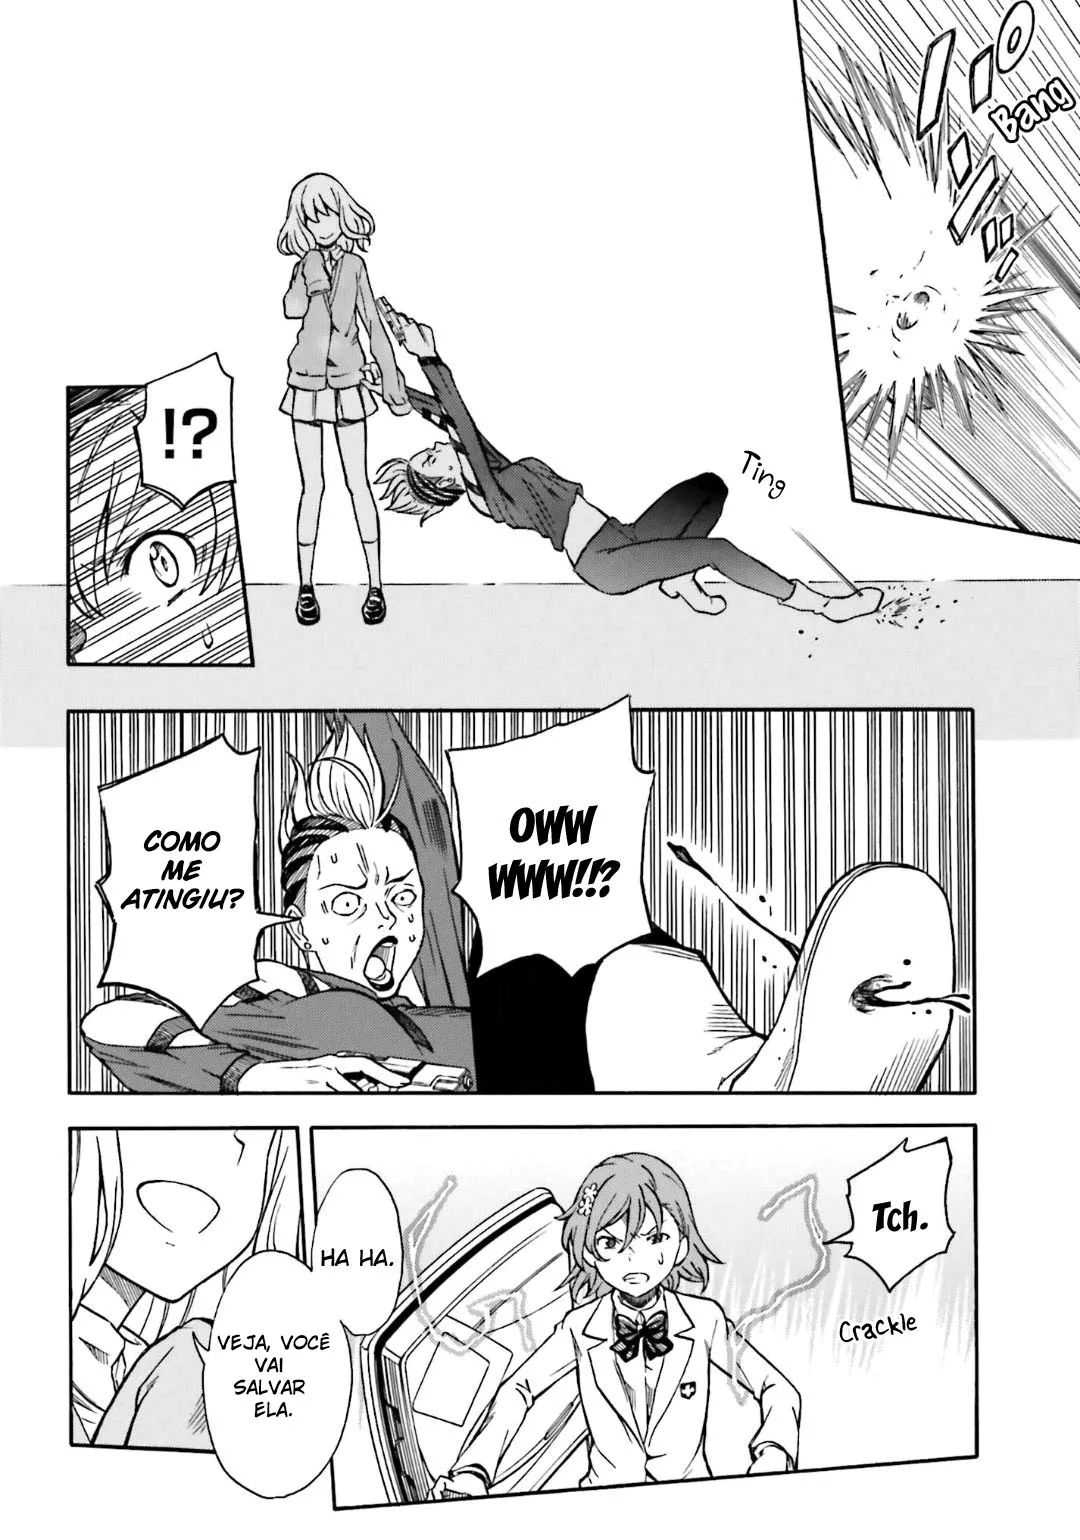 Bang
Ting
!?
OWW
WWW!!!?
COMO
ME
ATINGIU?
Tch.
Crackle
HA HA.
VEJA, VOCÊ
VAI
SALVAR
ELA.